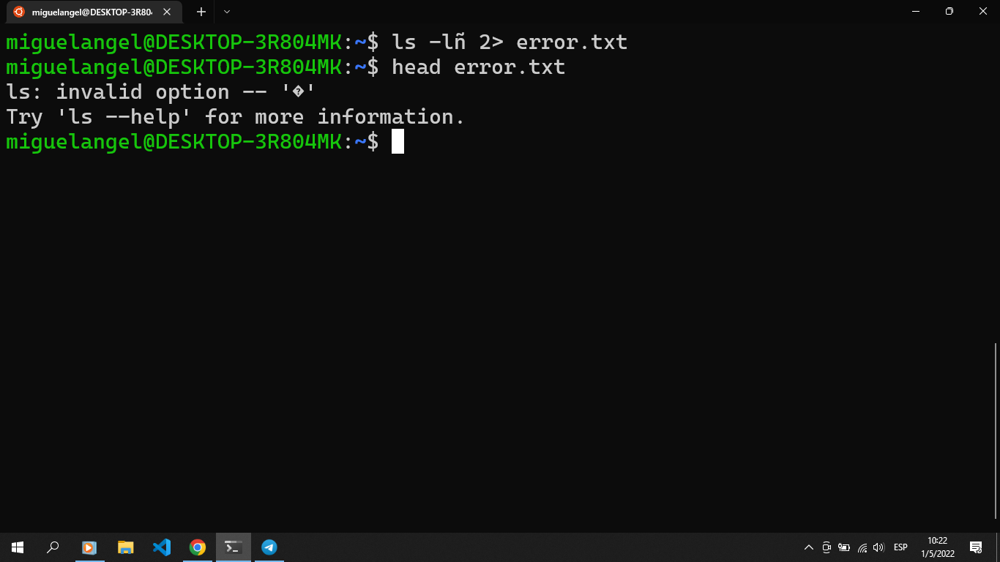 miguelangel@DESKTOP-3R804
miguelangel@DESKTOP-3R804MK:~$ ls -lñ 2> error.txt
miguelangel@DESKTOP-3R804MK:~$ head error.txt
ls: invalid option -- '�'
Try 'ls --help' for more information.
miguelangel@DESKTOP-3R804MK:~$
ESP
10:22
1/5/2022